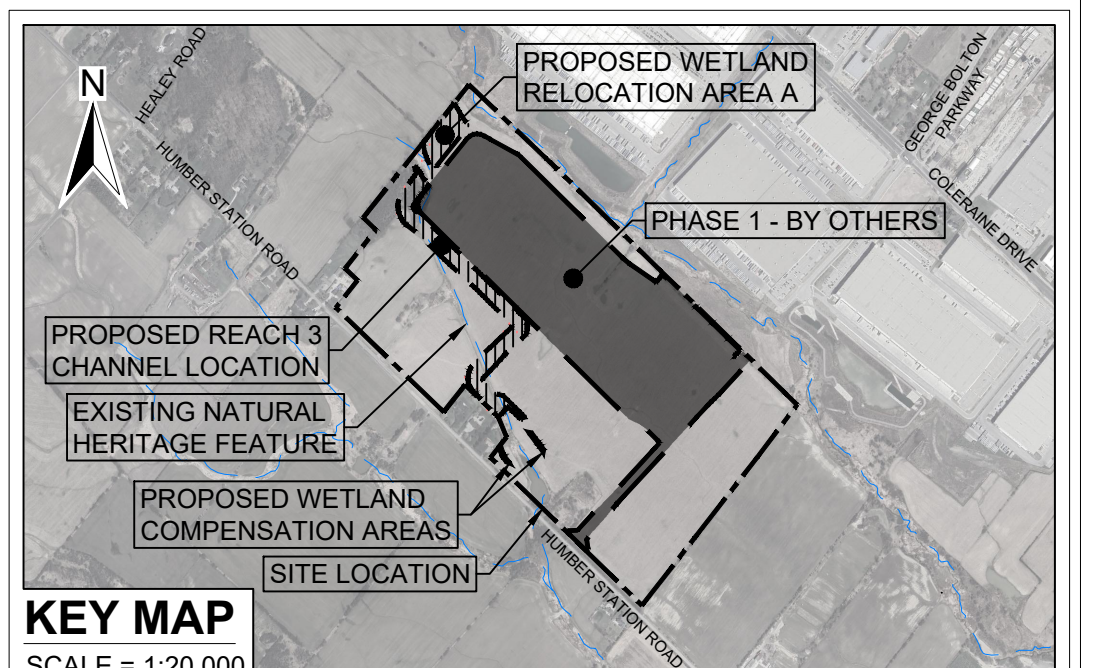 PROPOSED WETLAND
RELOCATION AREA A
HEALEY ROAD
N
GEORGE BOLTON
PARKWAY
HUMBER STATION ROAD
COLERAINE DRIVE
PHASE 1 - BY OTHERS
PROPOSED REACH 3
CHANNEL LOCATION
EXISTING NATURAL
HERITAGE FEATURE
PROPOSED WETLAND
COMPENSATION AREAS
SITE LOCATION
HUMBER STATION ROAD
KEY MAP
SCALE = 1:20,000